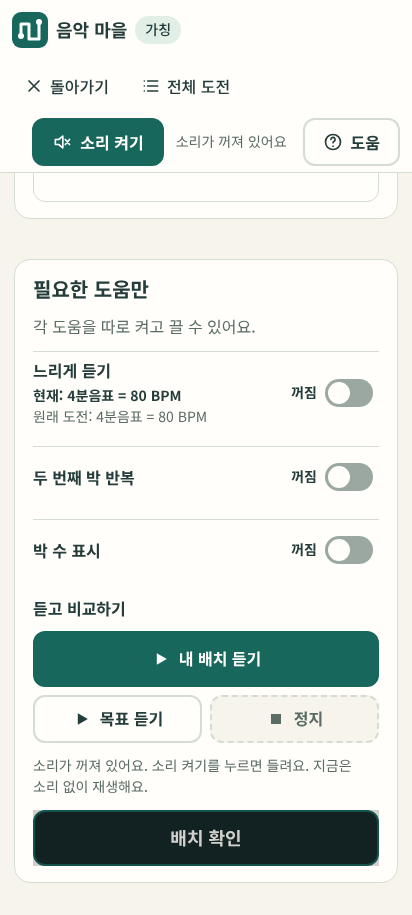 음악 마을
가칭
돌아가기
전체 도전
소리 켜기
소리가 꺼져 있어요
도움
필요한 도움만
각 도움을 따로 켜고 끌 수 있어요.
느리게 듣기
현재: 4분음표 = 80 BPM
원래 도전: 4분음표 = 80 BPM
꺼짐
두 번째 박 반복
꺼짐
박 수 표시
꺼짐
듣고 비교하기
내 배치 듣기
목표 듣기
정지
소리가 꺼져 있어요. 소리 켜기를 누르면 들려요. 지금은
소리 없이 재생해요.
배치 확인